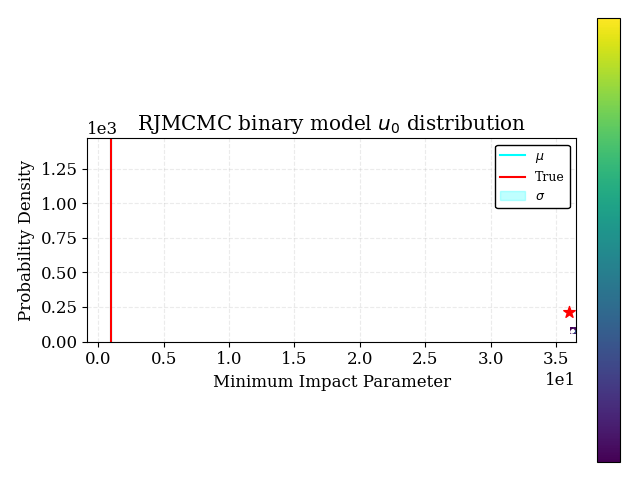 RJMCMC binary model $u_0$ distribution
1e3
Probability Density
1.25
1.00
0.75
0.50
0.25
0.00
μ
True
σ
0.0 0.5 1.0 1.5 2.0 2.5 3.0 3.5
1e1
Minimum Impact Parameter